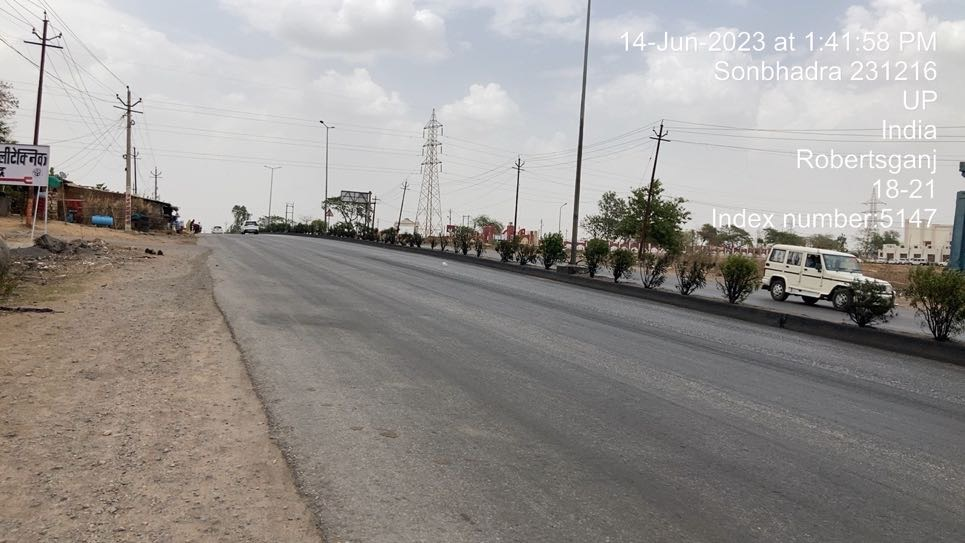 14-Jun-2023 at 1:41:58 PM
Sonbhadra 231216
UP
India
Robertsganj
18-21
Index number: 5147
लीटेक्निक